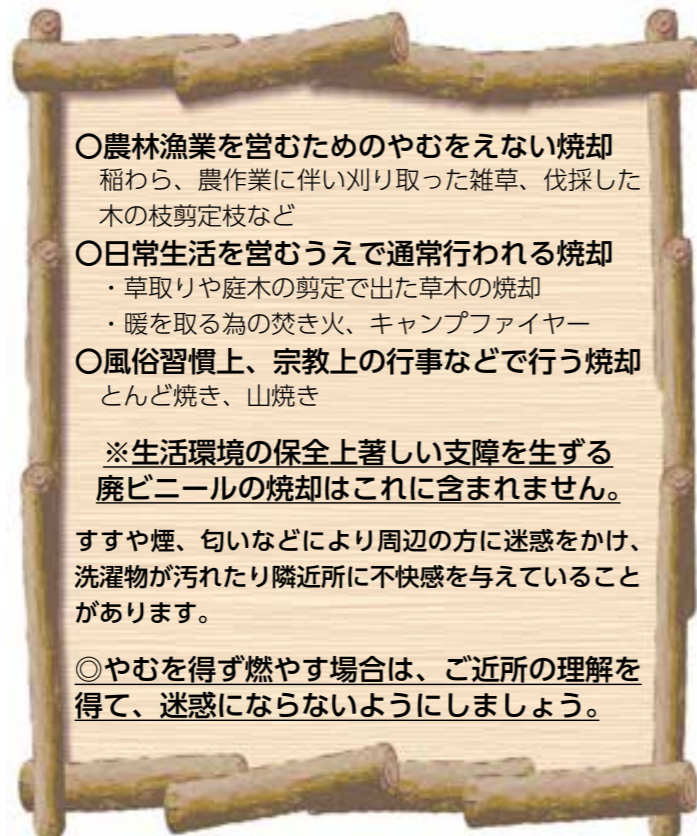 〇農林漁業を営むためのやむをえない焼却
稲わら、農作業に伴い刈り取った雑草、伐採した
木の枝剪定枝など
〇日常生活を営むうえで通常行われる焼却
・草取りや庭木の剪定で出た草木の焼却
・暖を取る為の焚き火、キャンプファイヤー
〇風俗習慣上、宗教上の行事などで行う焼却
とんど焼き、山焼き
※生活環境の保全上著しい支障を生ずる
廃ビニールの焼却はこれに含まれません。
すすや煙、匂いなどにより周辺の方に迷惑をかけ、
洗濯物が汚れたり隣近所に不快感を与えていること
があります。
◎やむを得ず燃やす場合は、ご近所の理解を
得て、迷惑にならないようにしましょう。